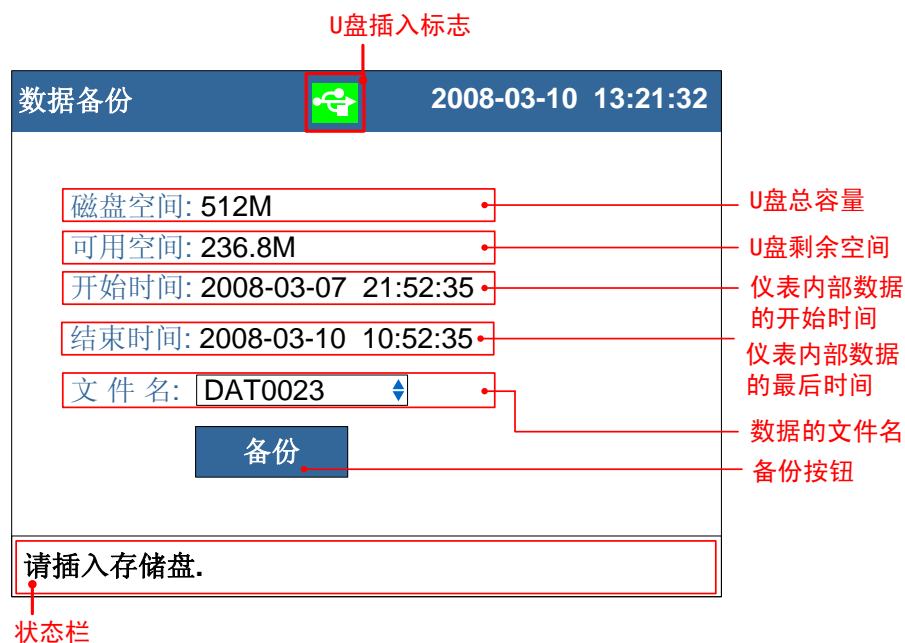 U盘插入标志
数据备份 2008-03-10 13:21:32
磁盘空间: 512M
U盘总容量
可用空间: 236.8M
U盘剩余空间
开始时间: 2008-03-07 21:52:35
仪表内部数据
的开始时间
结束时间: 2008-03-10 10:52:35
仪表内部数据
的最后时间
文 件 名: DAT0023
数据的文件名
备份
备份按钮
请插入存储盘.
状态栏